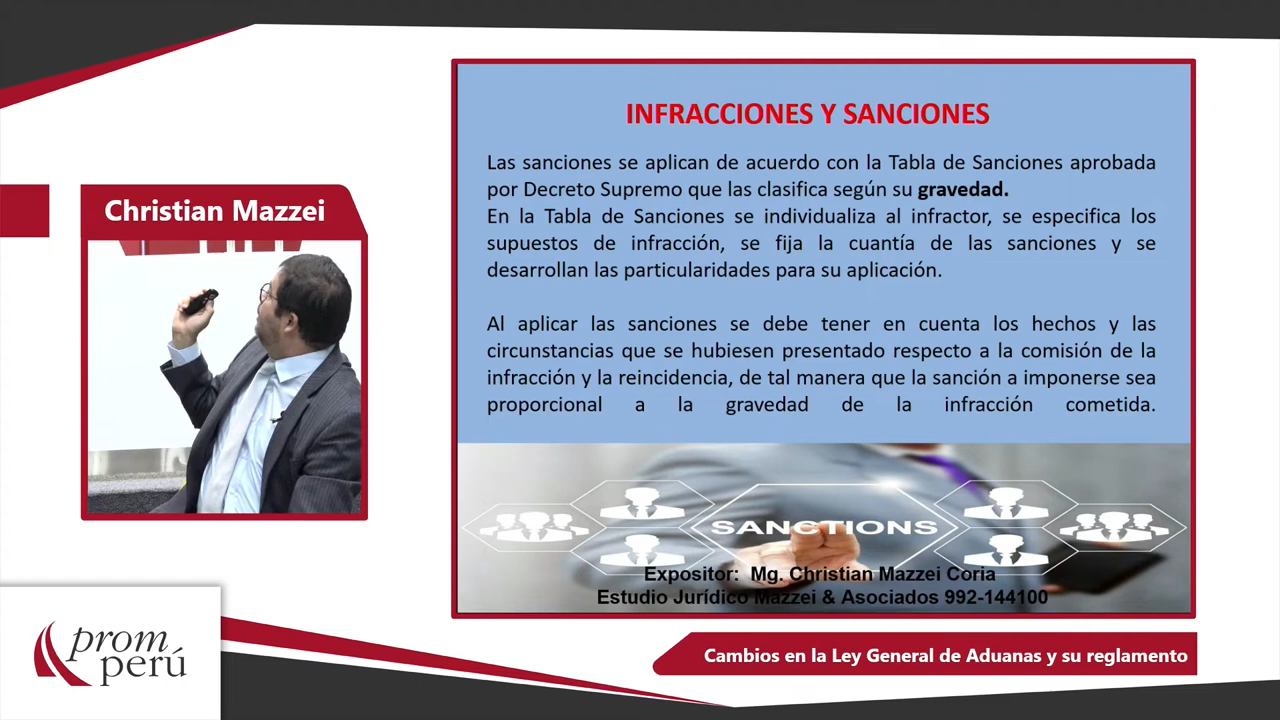 Christian Mazzei
INFRACCIONES Y SANCIONES
Las sanciones se aplican de acuerdo con la Tabla de Sanciones aprobada
por Decreto Supremo que las clasifica según su gravedad.
En la Tabla de Sanciones se individualiza al infractor, se especifica los
supuestos de infracción, se fija la cuantía de las sanciones y se
desarrollan las particularidades para su aplicación.
Al aplicar las sanciones se debe tener en cuenta los hechos y las
circunstancias que se hubiesen presentado respecto a la comisión de la
infracción y la reincidencia, de tal manera que la sanción a imponerse sea
proporcional a la gravedad de la infracción cometida.
SANCTIONS
Expositor: Mg. Christian Mazzei Coria
Estudio Jurídico Mazzei & Asociados 992-144100
prom
perú
Cambios en la Ley General de Aduanas y su reglamento